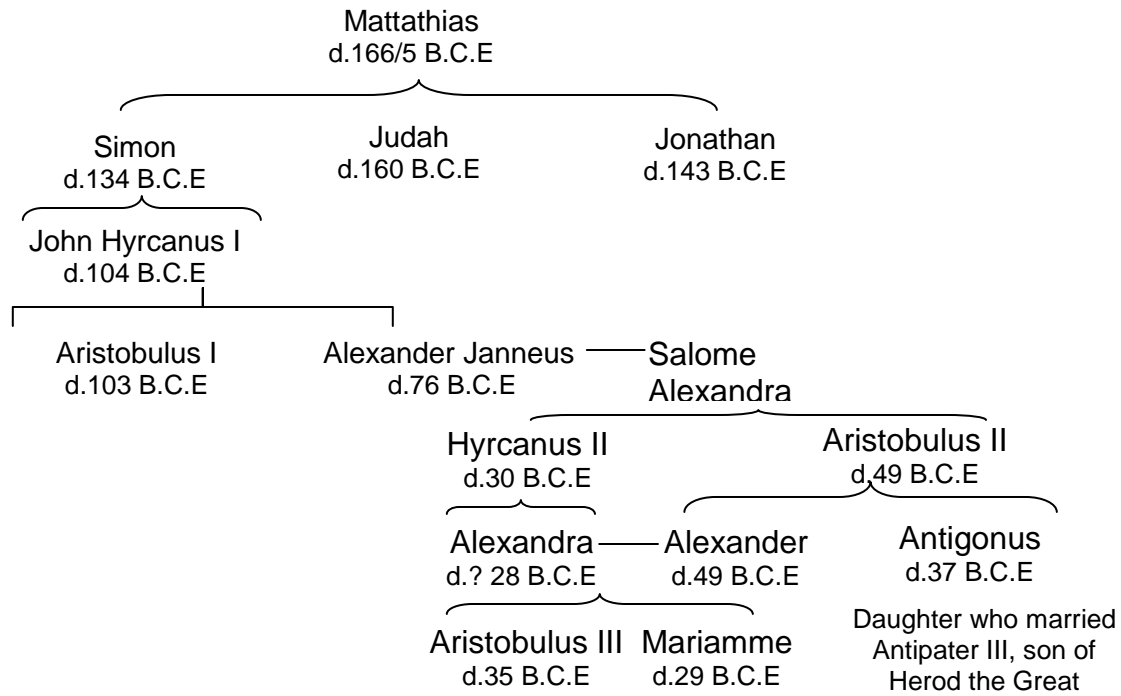 Mattathias
d.166/5 B.C.E
Simon
d.134 B.C.E
Judah
d.160 B.C.E
Jonathan
d.143 B.C.E
John Hyrcanus I
d.104 B.C.E
Aristobulus I
d.103 B.C.E
Alexander Janneus
d.76 B.C.E
Salome
Alexandra
Hyrcanus II
d.30 B.C.E
Aristobulus II
d.49 B.C.E
Alexandra
d.? 28 B.C.E
Alexander
d.49 B.C.E
Antigonus
d.37 B.C.E
Aristobulus III
d.35 B.C.E
Mariamme
d.29 B.C.E
Daughter who married
Antipater III, son of
Herod the Great